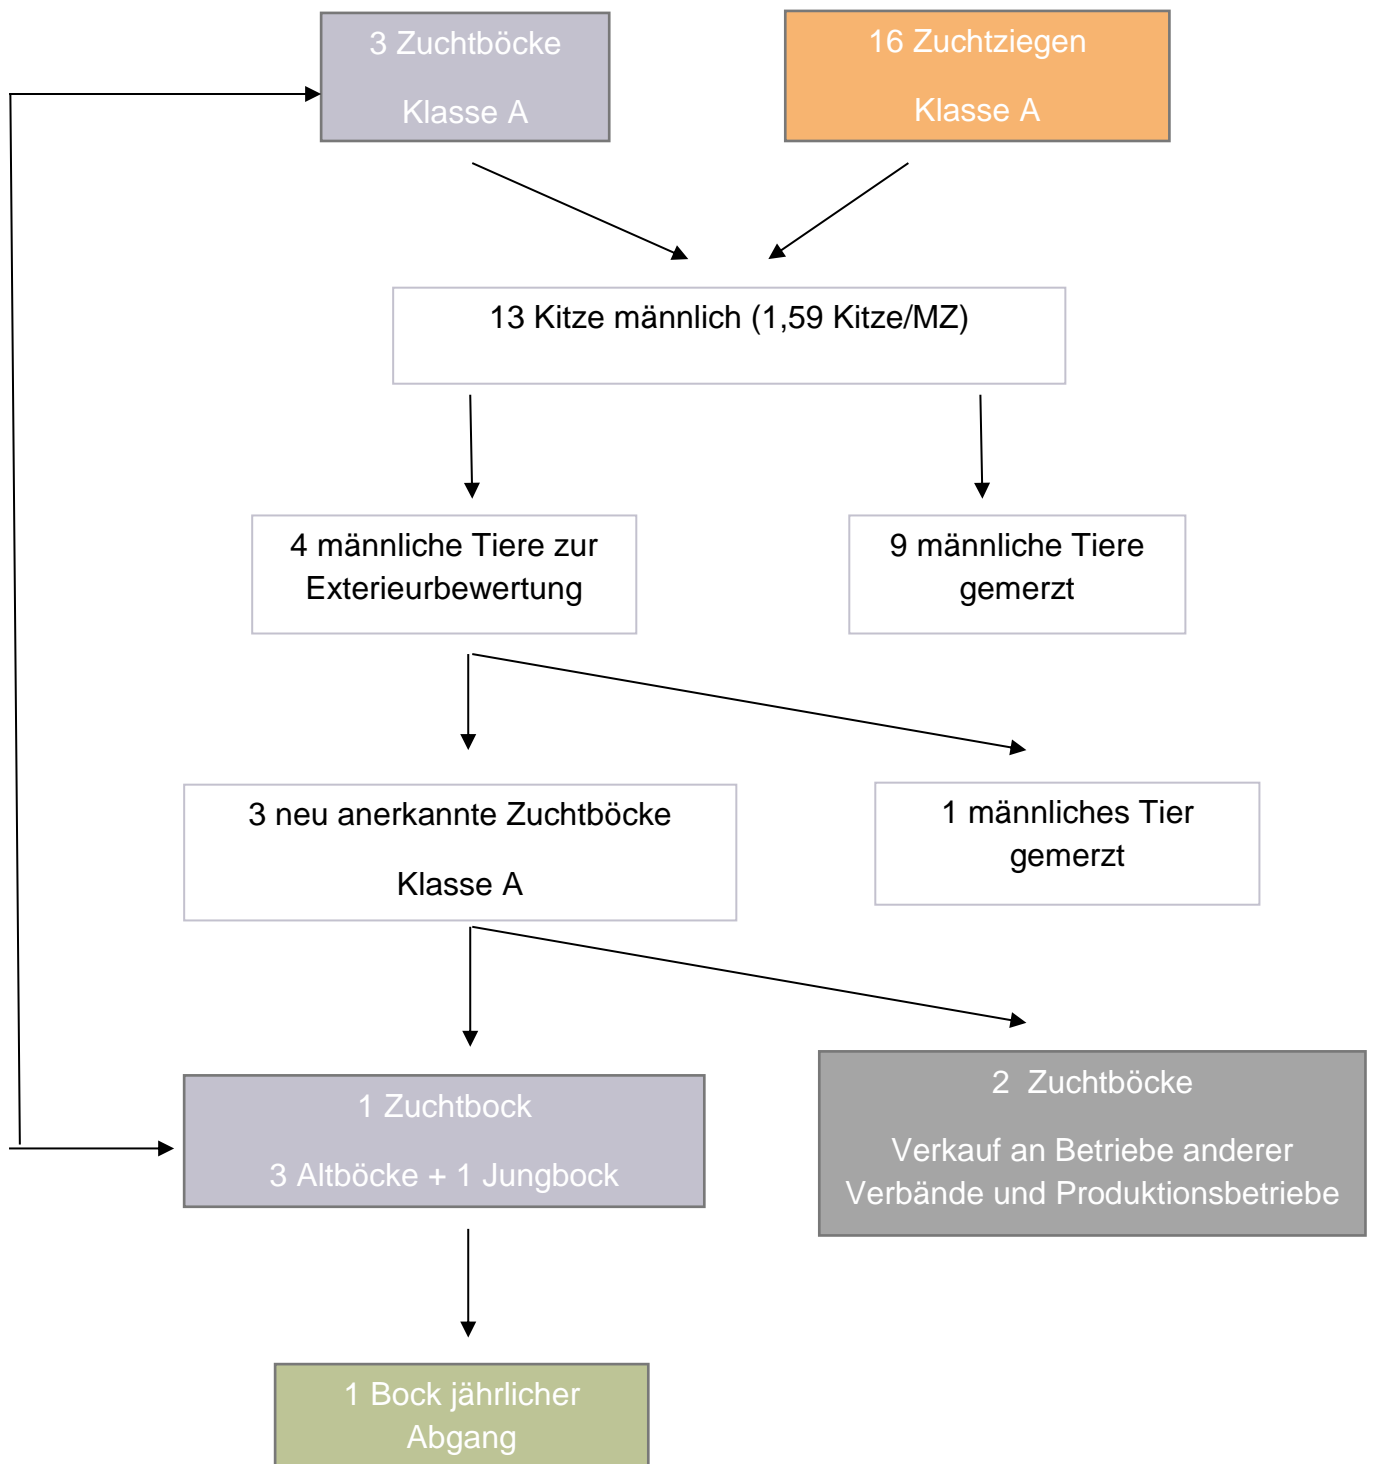 3 Zuchtböcke
Klasse A
16 Zuchtziegen
Klasse A
13 Kitze männlich (1,59 Kitze/MZ)
4 männliche Tiere zur
Exterieurbewertung
9 männliche Tiere
gemerzt
3 neu anerkannte Zuchtböcke
Klasse A
1 männliches Tier
gemerzt
1 Zuchtbock
3 Altböcke + 1 Jungbock
2 Zuchtböcke
Verkauf an Betriebe anderer
Verbände und Produktionsbetriebe
1 Bock jährlicher
Abgang